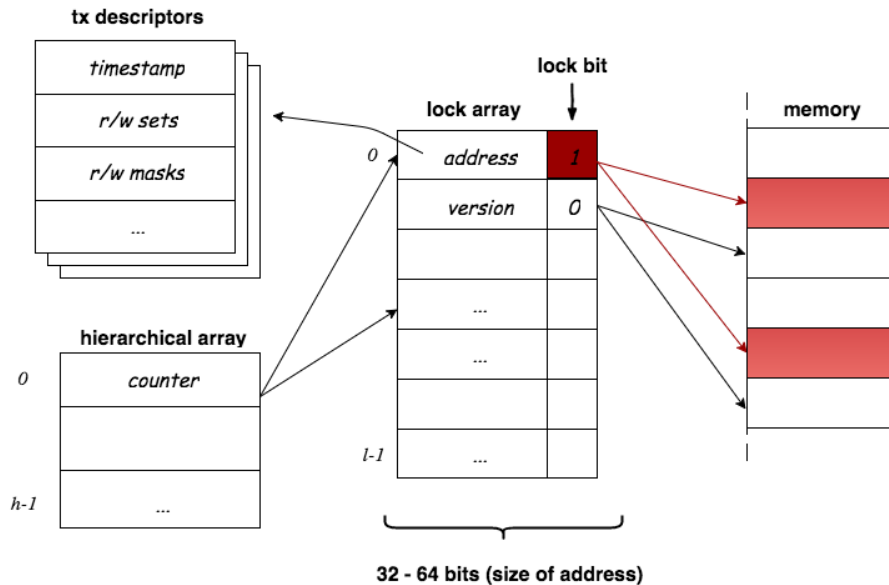 tx descriptors
timestamp
r/w sets
r/w masks
...
hierarchical array
0
counter
h-1
...
lock bit
lock array
0
address 1
version 0
...
...
l-1
...
32 - 64 bits (size of address)
memory